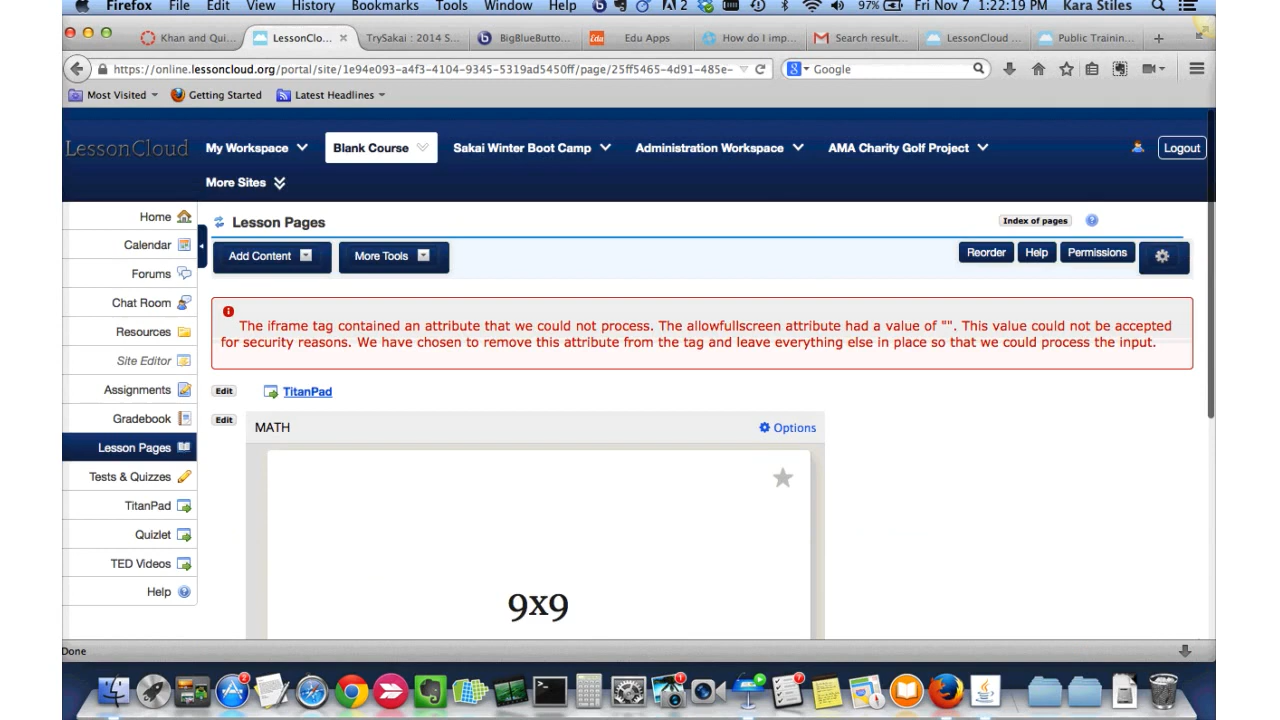 Firefox File Edit View History Bookmarks Tools Window Help 2 97% Fri Nov 7 1:22:19 PM Kara Stiles
Khan and Qui... LessonClo... TrySakai : 2014 S... BigBlueButto... Edu Apps How do I imp... Search result... LessonCloud ... Public Trainin...
https://online.lessoncloud.org/portal/site/1e94e093-a4f3-4104-9345-5319ad5450ff/page/25ff5465-4d91-485e- Google
Most Visited Getting Started Latest Headlines
LessonCloud My Workspace Blank Course Sakai Winter Boot Camp Administration Workspace AMA Charity Golf Project Logout
More Sites
Home
Calendar
Forums
Chat Room
Resources
Site Editor
Assignments
Gradebook
Lesson Pages
Tests & Quizzes
TitanPad
Quizlet
TED Videos
Help
Lesson Pages Index of pages
Add Content More Tools Reorder Help Permissions
The iframe tag contained an attribute that we could not process. The allowfullscreen attribute had a value of "". This value could not be accepted
for security reasons. We have chosen to remove this attribute from the tag and leave everything else in place so that we could process the input.
Edit TitanPad
Edit MATH Options
9x9
Done